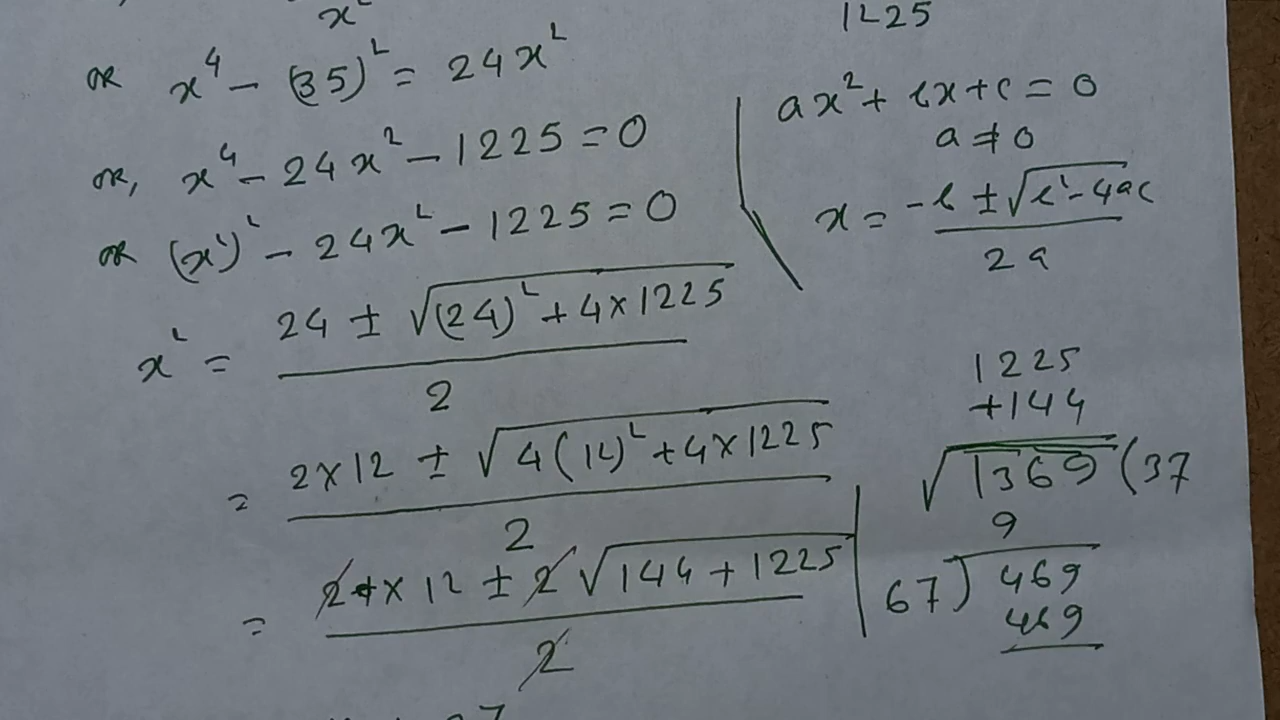 x²
or x⁴ - (35)² = 24x²
or, x⁴ - 24x² - 1225 = 0
or (x²)² - 24x² - 1225 = 0
x² = 24 ± √(24)² + 4×1225
2
= 2×12 ± √4(12)² + 4×1225
2
= 2×12 ± 2√144 + 1225
2
1225
ax² + bx + c = 0
a ≠ 0
x = -b ± √b² - 4ac
2a
1225
+144
√1369 (37
9
67) 469
469